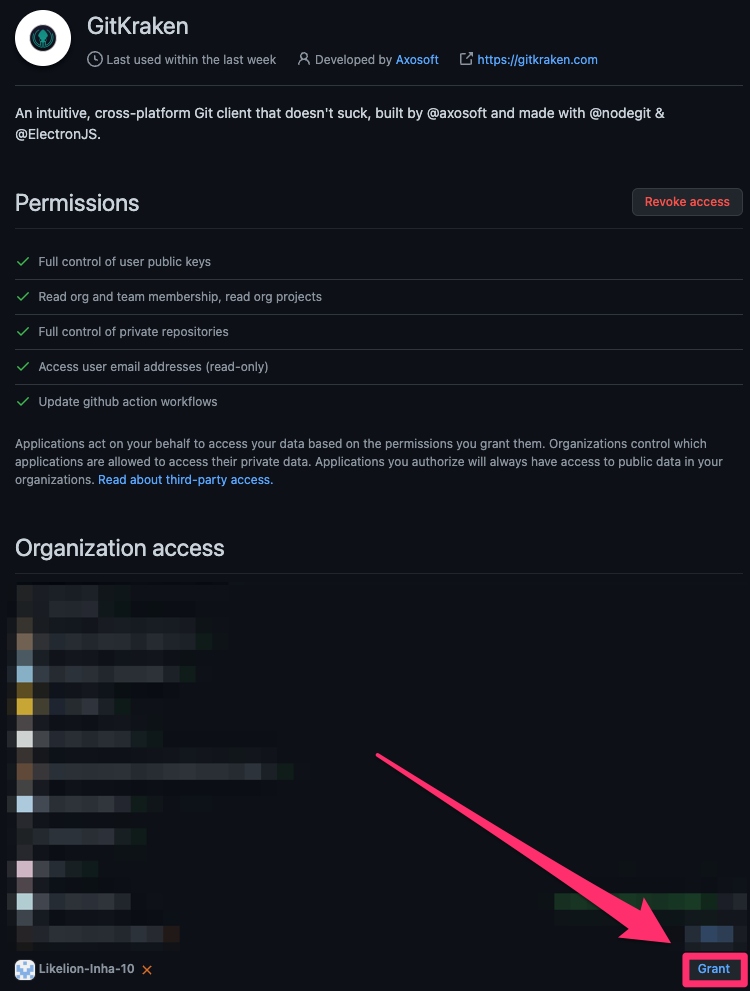 GitKraken
Last used within the last week Developed by Axosoft https://gitkraken.com
An intuitive, cross-platform Git client that doesn't suck, built by @axosoft and made with @nodegit &
@ElectronJS.
Permissions Revoke access
Full control of user public keys
Read org and team membership, read org projects
Full control of private repositories
Access user email addresses (read-only)
Update github action workflows
Applications act on your behalf to access your data based on the permissions you grant them. Organizations control which
applications are allowed to access their private data. Applications you authorize will always have access to public data in your
organizations. Read about third-party access.
Organization access
Likelion-Inha-10 Grant